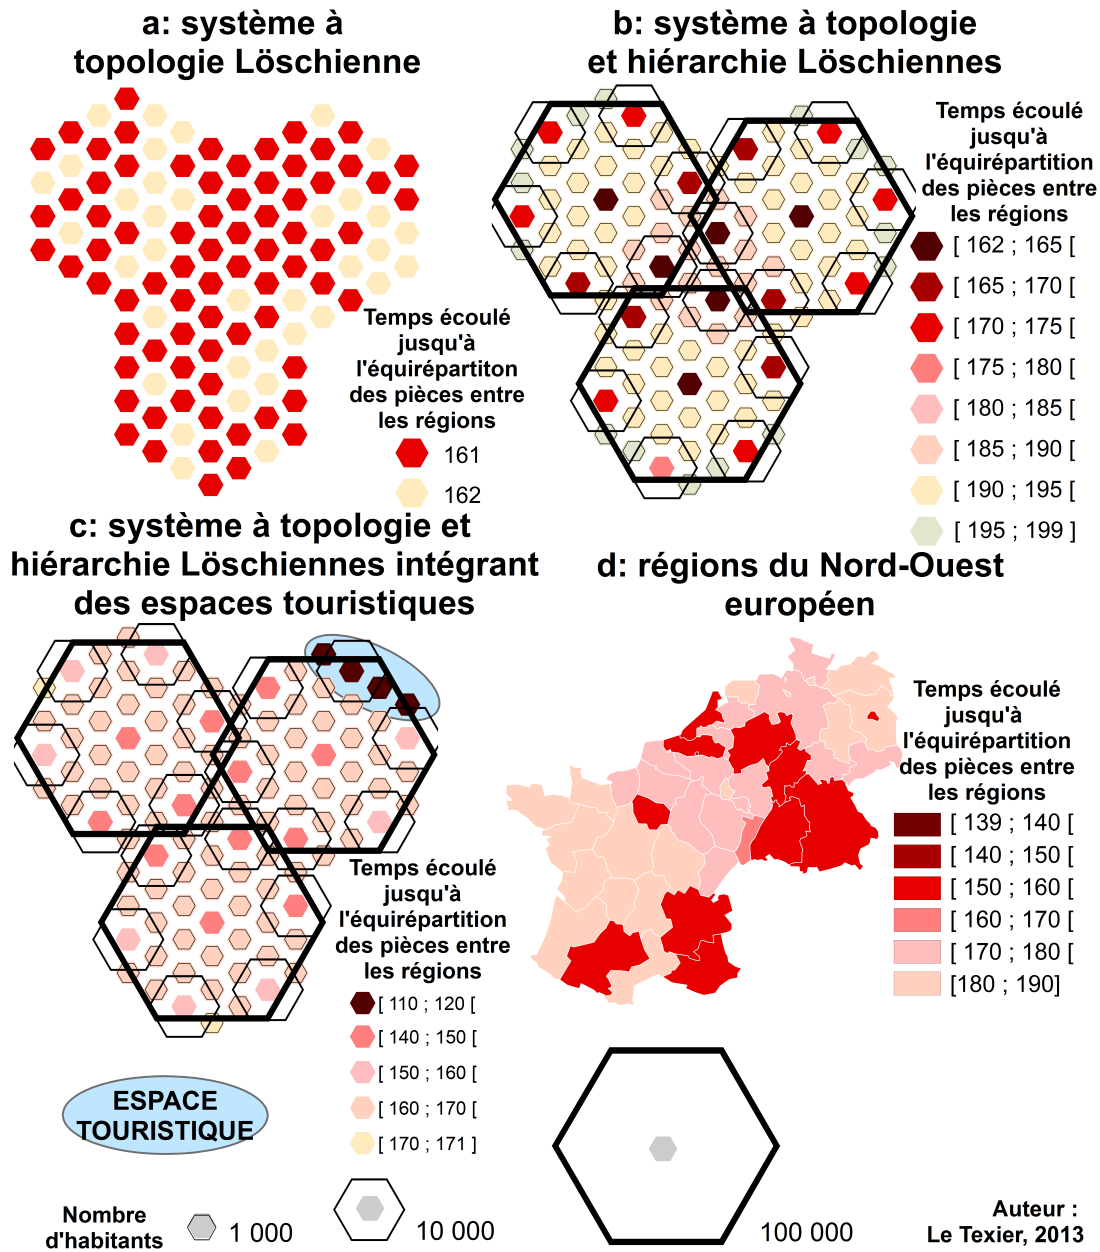 a: système à
topologie Löschienne
b: système à topologie
et hiérarchie Löschiennes
Temps écoulé
jusqu'à
l'équirépartition
des pièces entre
les régions
[ 162 ; 165 [
[ 165 ; 170 [
[ 170 ; 175 [
[ 175 ; 180 [
[ 180 ; 185 [
[ 185 ; 190 [
[ 190 ; 195 [
[ 195 ; 199 ]
Temps écoulé
jusqu'à
l'équirépartiton
des pièces entre
les régions
161
162
c: système à topologie et
hiérarchie Löschiennes intégrant
des espaces touristiques
Temps écoulé
jusqu'à
l'équirépartition
des pièces entre
les régions
[ 110 ; 120 [
[ 140 ; 150 [
[ 150 ; 160 [
[ 160 ; 170 [
[ 170 ; 171 ]
ESPACE
TOURISTIQUE
d: régions du Nord-Ouest
européen
Temps écoulé
jusqu'à
l'équirépartition
des pièces entre
les régions
[ 139 ; 140 [
[ 140 ; 150 [
[ 150 ; 160 [
[ 160 ; 170 [
[ 170 ; 180 [
[180 ; 190]
Nombre
d'habitants
1 000
10 000
100 000
Auteur :
Le Texier, 2013